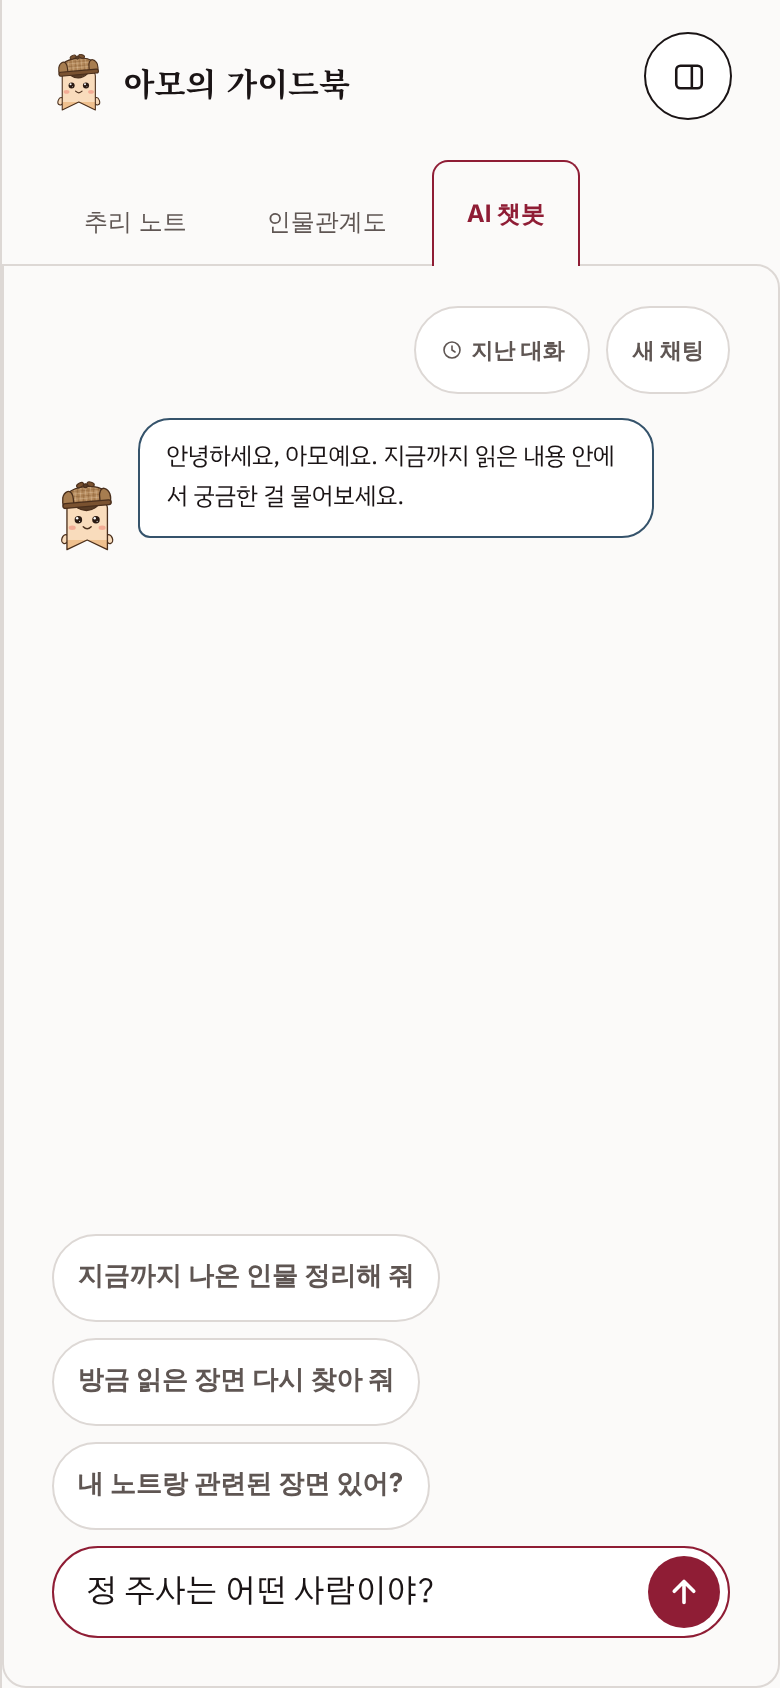 아모의 가이드북
추리 노트
인물관계도
AI 챗봇
지난 대화
새 채팅
안녕하세요, 아모예요. 지금까지 읽은 내용 안에
서 궁금한 걸 물어보세요.
지금까지 나온 인물 정리해 줘
방금 읽은 장면 다시 찾아 줘
내 노트랑 관련된 장면 있어?
정 주사는 어떤 사람이야?